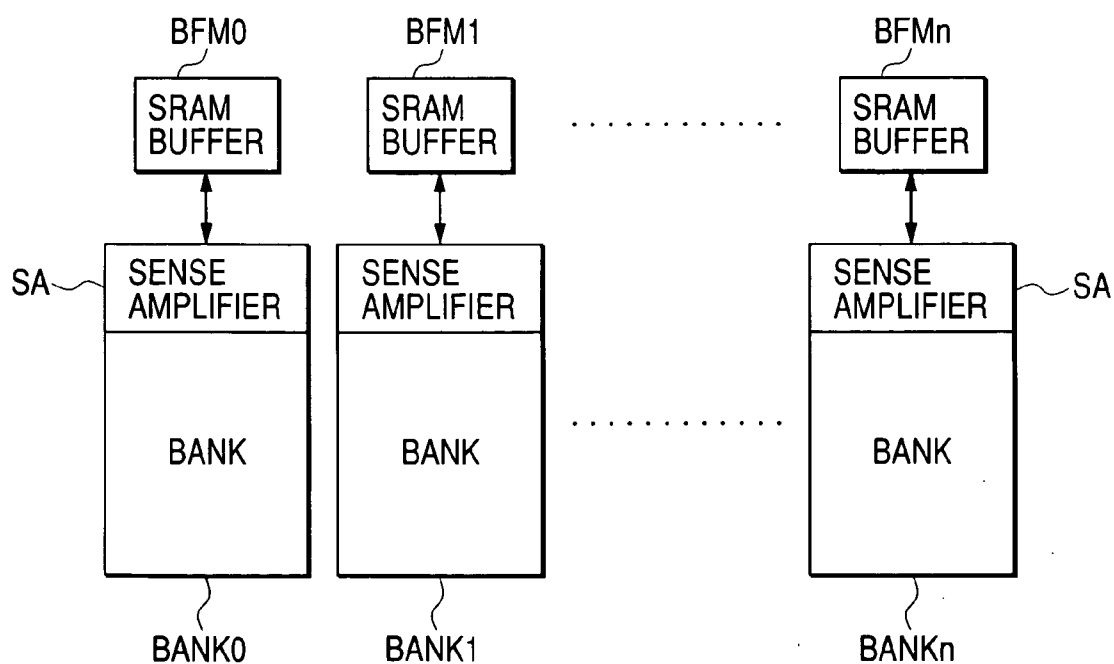 BFM0 BFM1 BFMn
SRAM BUFFER
SRAM BUFFER
SRAM BUFFER
SA
SENSE AMPLIFIER
SENSE AMPLIFIER
SENSE AMPLIFIER
SA
BANK BANK BANK
BANK0 BANK1 BANKn